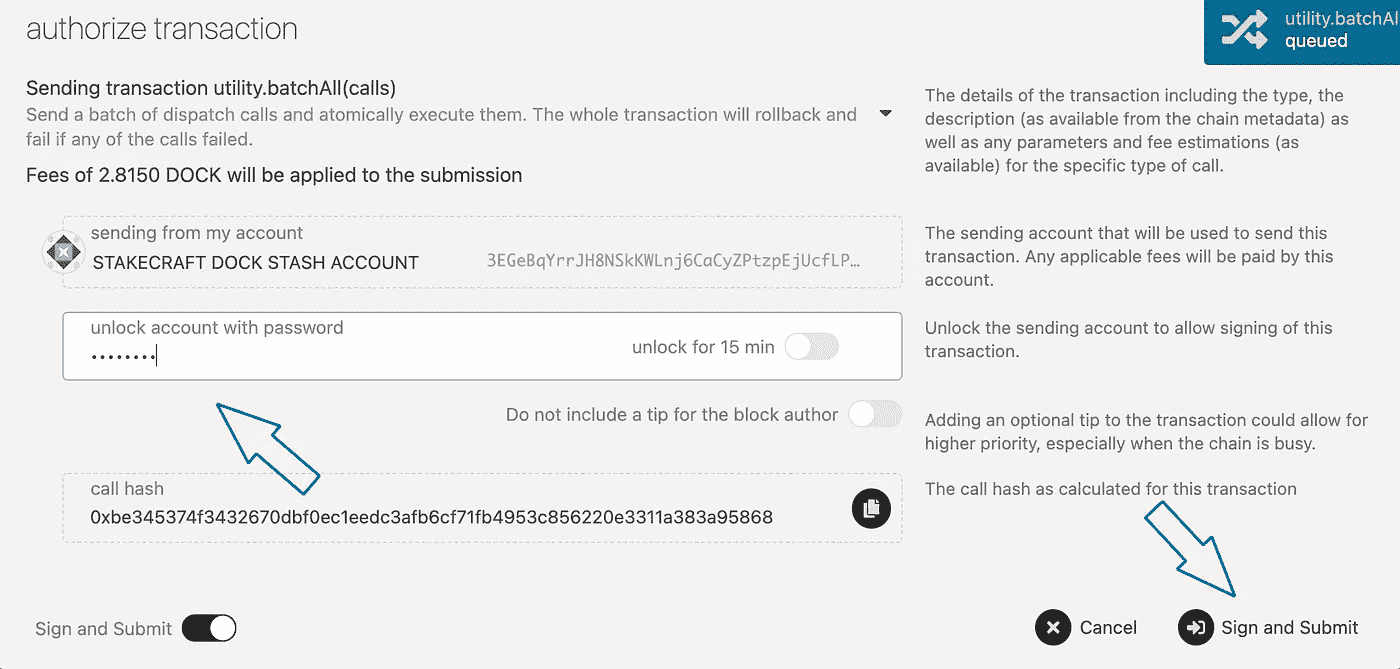 authorize transaction
utility.batchAl
queued
Sending transaction utility.batchAll(calls)
Send a batch of dispatch calls and atomically execute them. The whole transaction will rollback and
fail if any of the calls failed.
Fees of 2.8150 DOCK will be applied to the submission
The details of the transaction including the type, the
description (as available from the chain metadata) as
well as any parameters and fee estimations (as
available) for the specific type of call.
sending from my account
STAKECRAFT DOCK STASH ACCOUNT 3EGeBqYrrJH8NSkKWLnj6CaCyZPtzpEjUcfLP…
The sending account that will be used to send this
transaction. Any applicable fees will be paid by this
account.
unlock account with password
••••••••
unlock for 15 min
Unlock the sending account to allow signing of this
transaction.
Do not include a tip for the block author
Adding an optional tip to the transaction could allow for
higher priority, especially when the chain is busy.
call hash
0xbe345374f3432670dbf0ec1eedc3afb6cf71fb4953c856220e3311a383a95868
The call hash as calculated for this transaction
Sign and Submit
Cancel
Sign and Submit